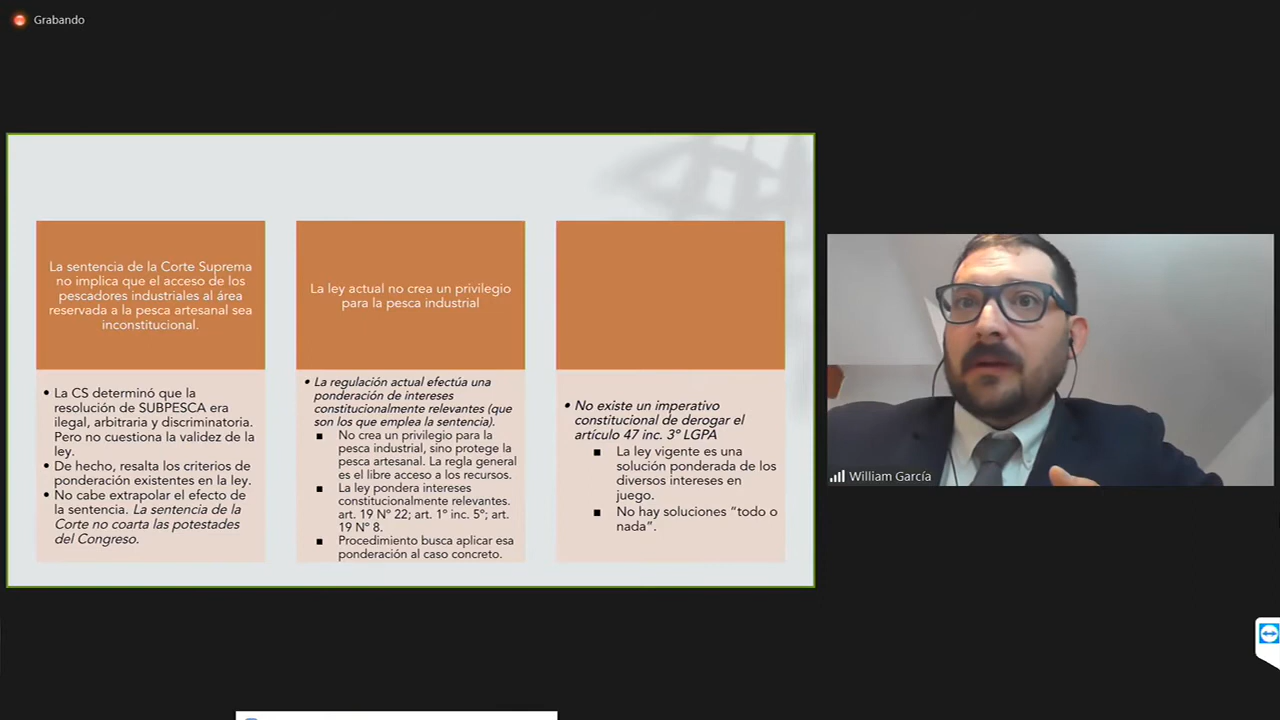 Grabando
La sentencia de la Corte Suprema
no implica que el acceso de los
pescadores industriales al área
reservada a la pesca artesanal sea
inconstitucional.
• La CS determinó que la
resolución de SUBPESCA era
ilegal, arbitraria y discriminatoria.
Pero no cuestiona la validez de la
ley.
• De hecho, resalta los criterios de
ponderación existentes en la ley.
• No cabe extrapolar el efecto de
la sentencia. La sentencia de la
Corte no coarta las potestades
del Congreso.
La ley actual no crea un privilegio
para la pesca industrial
• La regulación actual efectúa una
ponderación de intereses
constitucionalmente relevantes (que
son los que emplea la sentencia).
▪ No crea un privilegio para la
pesca industrial, sino protege la
pesca artesanal. La regla general
es el libre acceso a los recursos.
▪ La ley pondera intereses
constitucionalmente relevantes.
art. 19 Nº 22; art. 1º inc. 5º; art.
19 Nº 8.
▪ Procedimiento busca aplicar esa
ponderación al caso concreto.
• No existe un imperativo
constitucional de derogar el
artículo 47 inc. 3º LGPA
▪ La ley vigente es una
solución ponderada de los
diversos intereses en
juego.
▪ No hay soluciones “todo o
nada”.
William García